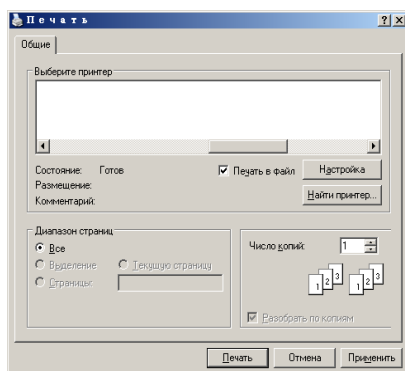 Печать
Общие
Выберите принтер
Состояние: Готов
Печать в файл
Настройка
Размещение:
Комментарий:
Найти принтер...
Диапазон страниц
Все
Выделение
Текущую страницу
Страницы:
Число копий: 1
1 2 3 1 2 3
Разобрать по копиям
Печать Отмена Применить